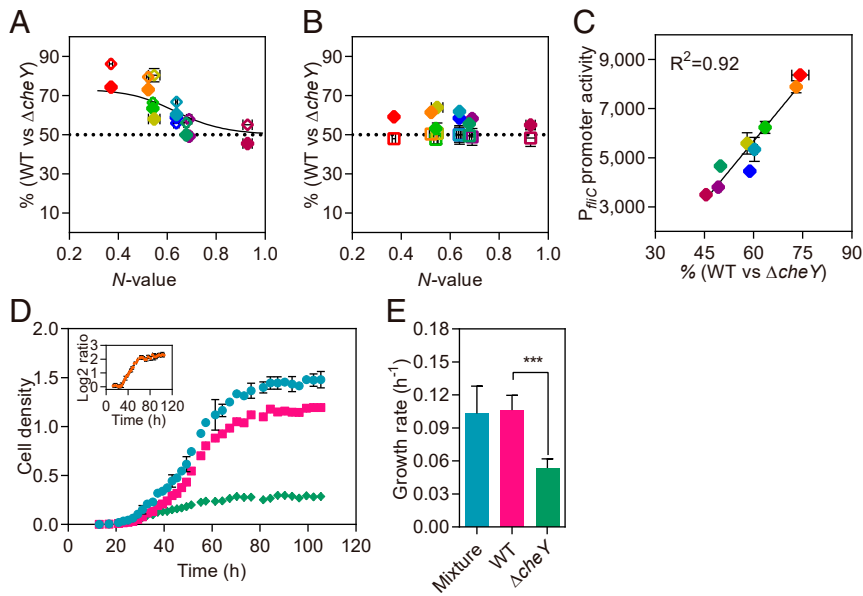 A
% (WT vs ΔcheY)
90
70
50
30
10
0.2 0.4 0.6 0.8 1.0
N-value
B
% (WT vs ΔcheY)
90
70
50
30
10
0.2 0.4 0.6 0.8 1.0
N-value
C
PfliC promoter activity
9,000
7,000
5,000
3,000
R²=0.92
30 45 60 75 90
% (WT vs ΔcheY)
D
Cell density
2.0
1.5
1.0
0.5
0.0
Log2 ratio
3
2
1
0
0 40 80 120
Time (h)
0 20 40 60 80 100 120
Time (h)
E
Growth rate (h⁻¹)
0.18
0.15
0.12
0.09
0.06
0.03
0.00
***
Mixture
WT
ΔcheY